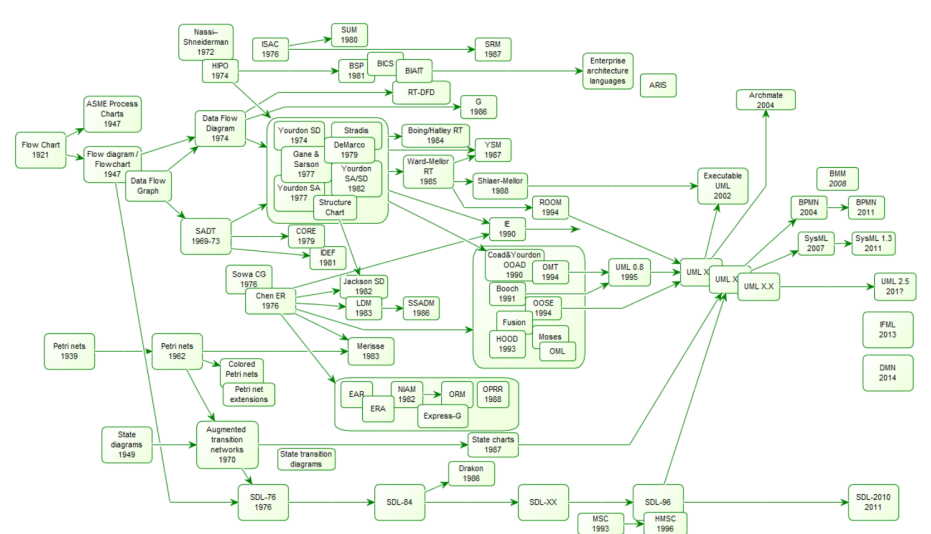 Nassi–
Shneiderman
1972
HIPO
1974
ISAC
1976
SUM
1980
SRM
1987
BSP
1981
BICS
BIAIT
Enterprise
architecture
languages
ARIS
RT-DFD
G
1986
Archmate
2004
ASME Process
Charts
1947
Flow Chart
1921
Flow diagram /
Flowchart
1947
Data Flow
Graph
Data Flow
Diagram
1974
Yourdon SD
1974
Stradis
DeMarco
1979
Gane &
Sarson
1977
Yourdon
SA/SD
1982
Yourdon SA
1977
Structure
Chart
Boing/Hatley RT
1984
Ward-Mellor
RT
1985
YSM
1987
Shlaer-Mellor
1988
ROOM
1994
Executable
UML
2002
BMM
2008
BPMN
2004
BPMN
2011
SADT
1969-73
CORE
1979
IDEF
1981
IE
1990
SysML
2007
SysML 1.3
2011
Sowa CG
1976
Chen ER
1976
Jackson SD
1982
LDM
1983
SSADM
1986
Coad&Yourdon
OOAD
1990
OMT
1994
Booch
1991
OOSE
1994
Fusion
HOOD
1993
Moses
OML
UML 0.8
1995
UML X
UML X
UML X.X
UML 2.5
201?
IFML
2013
DMN
2014
Petri nets
1939
Petri nets
1962
Merisse
1983
Colored
Petri nets
Petri net
extensions
EAR
ERA
NIAM
1982
ORM
OPRR
1988
Express-G
State
diagrams
1949
Augmented
transition
networks
1970
State transition
diagrams
State charts
1987
Drakon
1986
SDL-76
1976
SDL-84
SDL-XX
SDL-96
SDL-2010
2011
MSC
1993
HMSC
1996